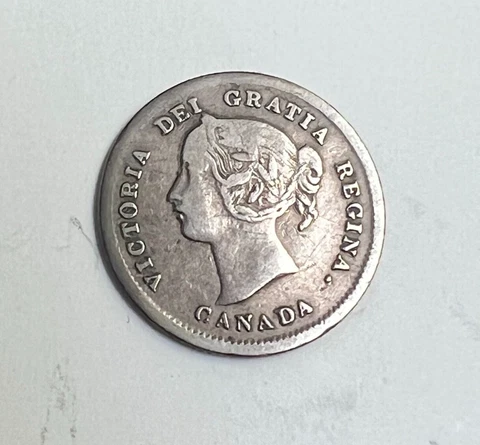 VICTORIA DEI GRATIA REGINA.
CANADA